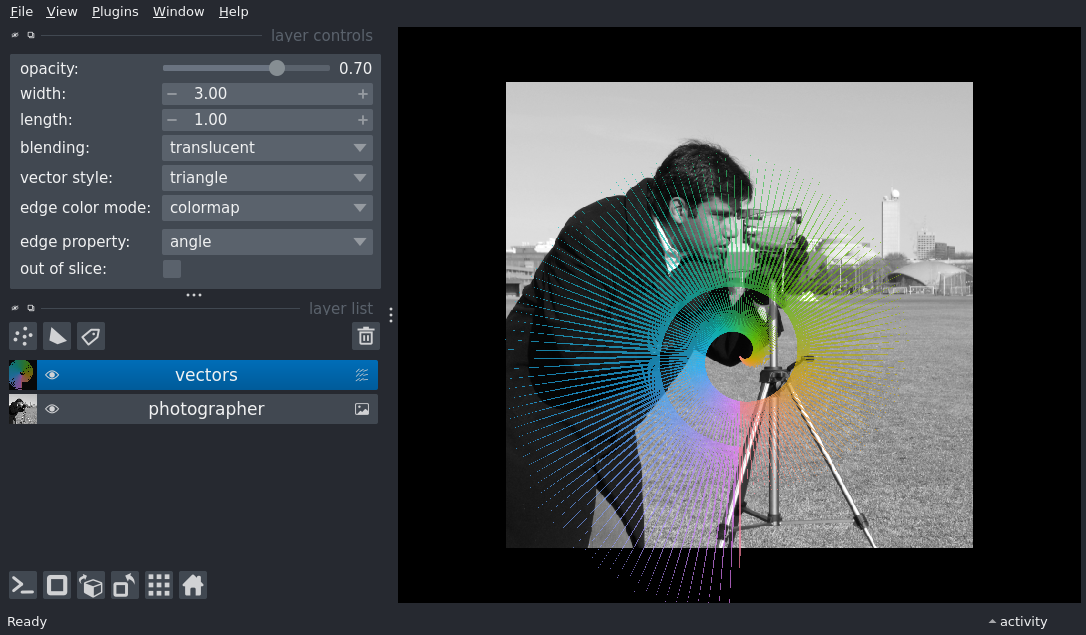 File View Plugins Window Help
layer controls
opacity: 0.70
width: 3.00
length: 1.00
blending: translucent
vector style: triangle
edge color mode: colormap
edge property: angle
out of slice:
layer list
vectors
photographer
Ready
activity